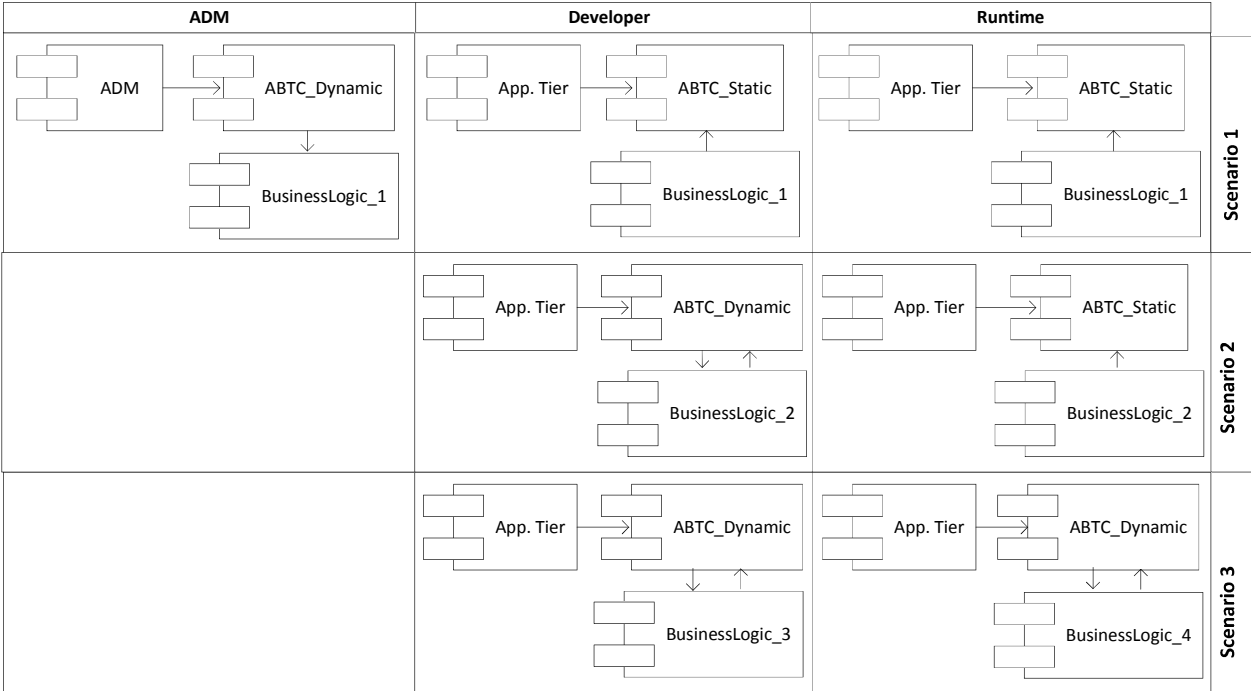 ADM
Developer
Runtime
ADM
ABTC_Dynamic
BusinessLogic_1
App. Tier
ABTC_Static
BusinessLogic_1
App. Tier
ABTC_Static
BusinessLogic_1
Scenario 1
App. Tier
ABTC_Dynamic
BusinessLogic_2
App. Tier
ABTC_Static
BusinessLogic_2
Scenario 2
App. Tier
ABTC_Dynamic
BusinessLogic_3
App. Tier
ABTC_Dynamic
BusinessLogic_4
Scenario 3